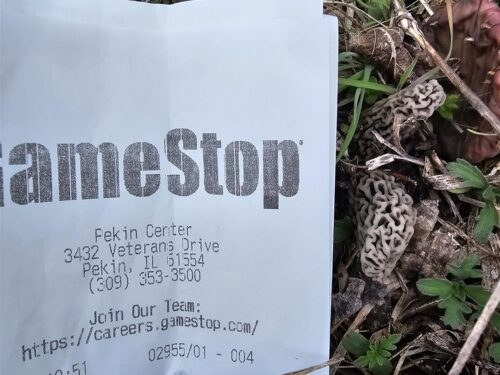 GameStop
Pekin Center
3432 Veterans Drive
Pekin, IL 61554
(309) 353-3500
Join Our Team:
https://careers.gamestop.com/
02955/01 - 004